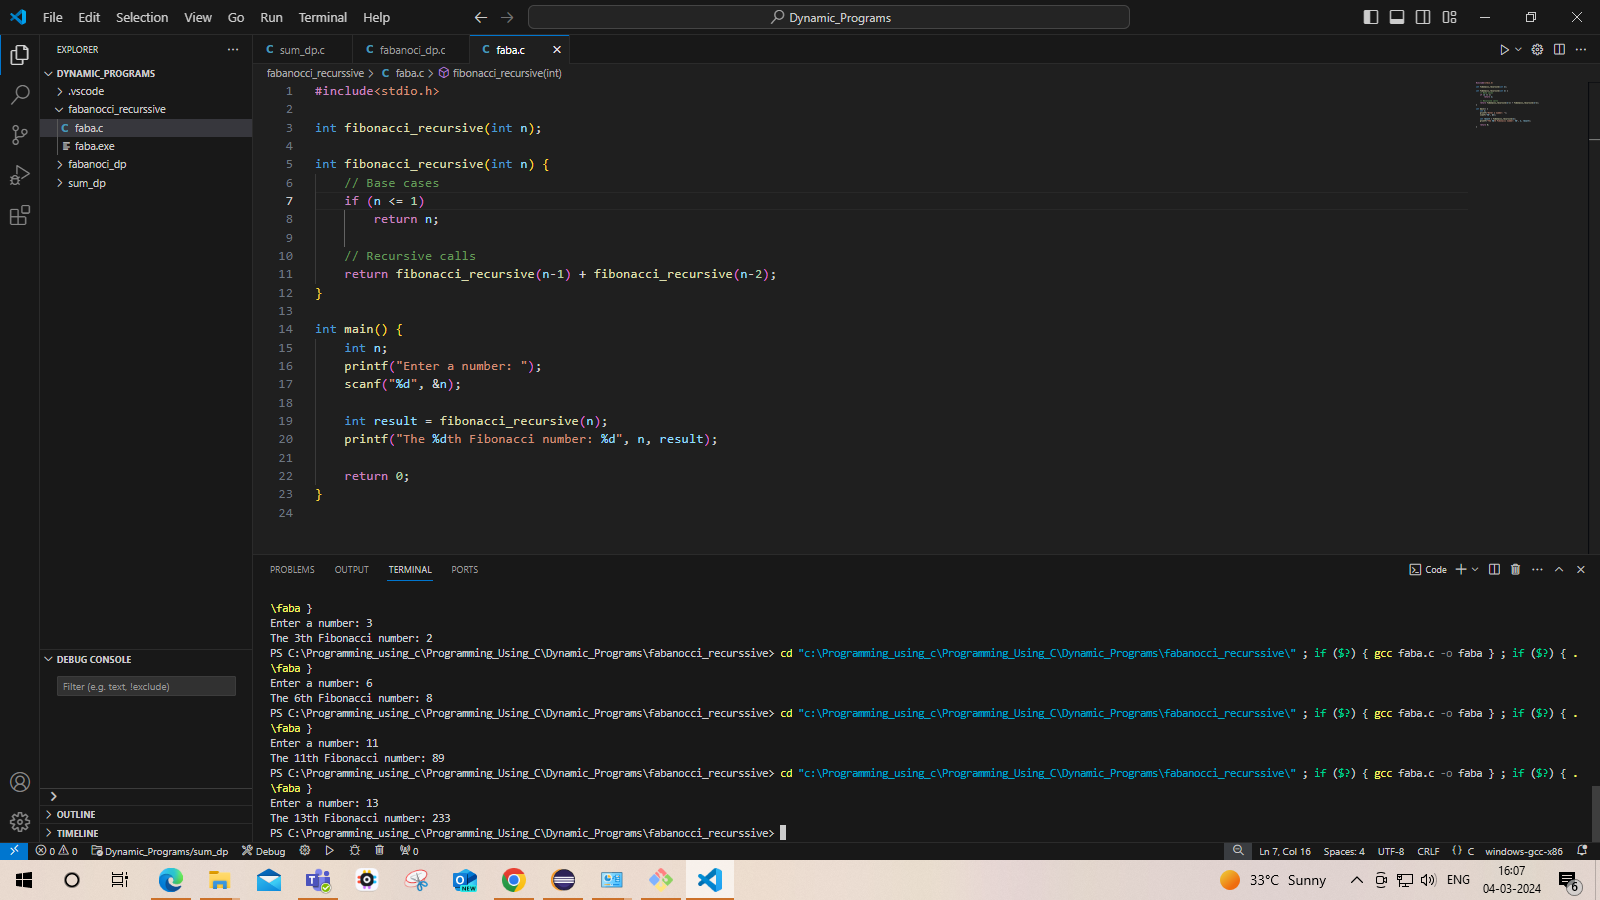 File Edit Selection View Go Run Terminal Help
Dynamic_Programs
EXPLORER
DYNAMIC_PROGRAMS
.vscode
fabanocci_recurssive
faba.c
faba.exe
fabanoci_dp
sum_dp
DEBUG CONSOLE
Filter (e.g. text, !exclude)
OUTLINE
TIMELINE
sum_dp.c fabanoci_dp.c faba.c
fabanocci_recurssive > faba.c > fibonacci_recursive(int)
1 #include<stdio.h>
2
3 int fibonacci_recursive(int n);
4
5 int fibonacci_recursive(int n) {
6 // Base cases
7 if (n <= 1)
8 return n;
9
10 // Recursive calls
11 return fibonacci_recursive(n-1) + fibonacci_recursive(n-2);
12 }
13
14 int main() {
15 int n;
16 printf("Enter a number: ");
17 scanf("%d", &n);
18
19 int result = fibonacci_recursive(n);
20 printf("The %dth Fibonacci number: %d", n, result);
21
22 return 0;
23 }
24
PROBLEMS OUTPUT TERMINAL PORTS
Code
\faba }
Enter a number: 3
The 3th Fibonacci number: 2
PS C:\Programming_using_c\Programming_Using_C\Dynamic_Programs\fabanocci_recurssive> cd "c:\Programming_using_c\Programming_Using_C\Dynamic_Programs\fabanocci_recurssive\" ; if ($?) { gcc faba.c -o faba } ; if ($?) { .
\faba }
Enter a number: 6
The 6th Fibonacci number: 8
PS C:\Programming_using_c\Programming_Using_C\Dynamic_Programs\fabanocci_recurssive> cd "c:\Programming_using_c\Programming_Using_C\Dynamic_Programs\fabanocci_recurssive\" ; if ($?) { gcc faba.c -o faba } ; if ($?) { .
\faba }
Enter a number: 11
The 11th Fibonacci number: 89
PS C:\Programming_using_c\Programming_Using_C\Dynamic_Programs\fabanocci_recurssive> cd "c:\Programming_using_c\Programming_Using_C\Dynamic_Programs\fabanocci_recurssive\" ; if ($?) { gcc faba.c -o faba } ; if ($?) { .
\faba }
Enter a number: 13
The 13th Fibonacci number: 233
PS C:\Programming_using_c\Programming_Using_C\Dynamic_Programs\fabanocci_recurssive>
0 0 Dynamic_Programs/sum_dp Debug 0 Ln 7, Col 16 Spaces: 4 UTF-8 CRLF {} C windows-gcc-x86
33°C Sunny ENG 16:07
04-03-2024
6
NEW